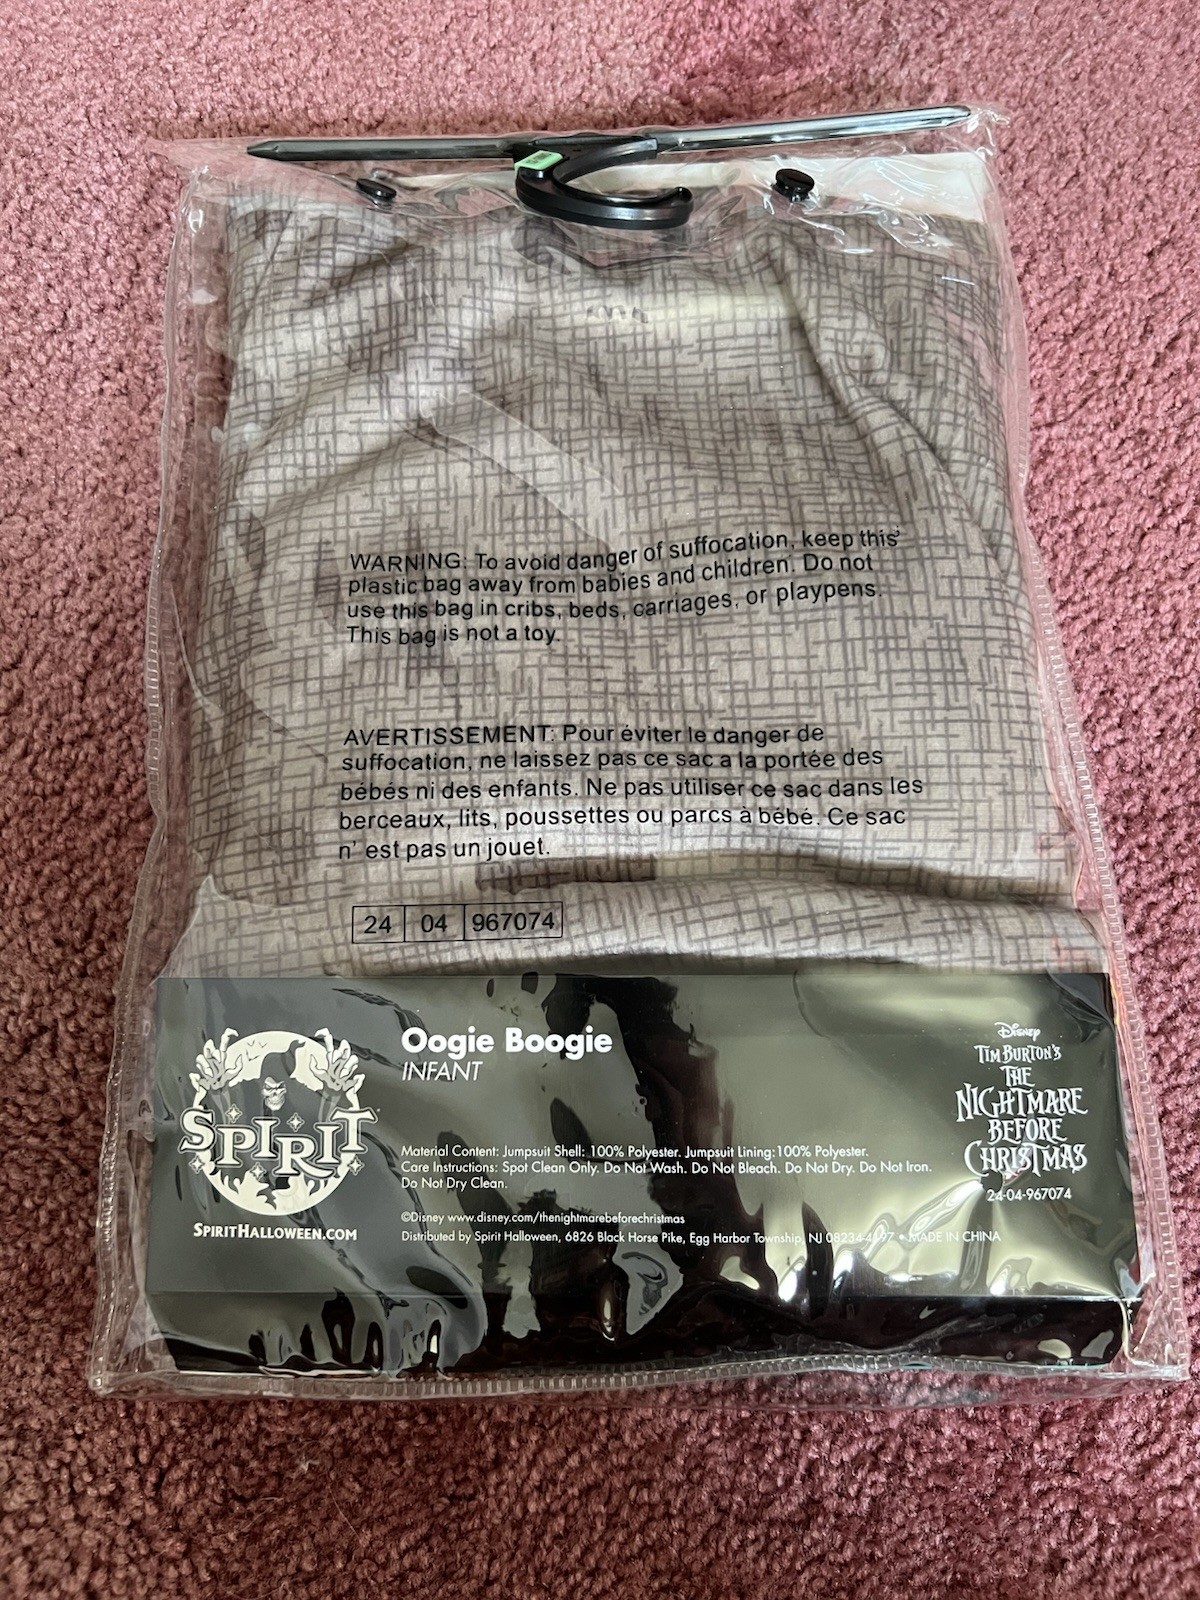 WARNING: To avoid danger of suffocation, keep this
plastic bag away from babies and children. Do not
use this bag in cribs, beds, carriages, or playpens.
This bag is not a toy.
AVERTISSEMENT: Pour éviter le danger de
suffocation, ne laissez pas ce sac a la portée des
bébés ni des enfants. Ne pas utiliser ce sac dans les
berceaux, lits, poussettes ou parcs à bébé. Ce sac
n' est pas un jouet.
24 04 967074
SPIRIT
SPIRITHALLOWEEN.COM
Oogie Boogie
INFANT
Material Content: Jumpsuit Shell: 100% Polyester. Jumpsuit Lining:100% Polyester.
Care Instructions: Spot Clean Only. Do Not Wash. Do Not Bleach. Do Not Dry. Do Not Iron.
Do Not Dry Clean.
©Disney www.disney.com/thenightmarebeforechristmas
Distributed by Spirit Halloween, 6826 Black Horse Pike, Egg Harbor Township, NJ 08234-4197 • MADE IN CHINA
Disney
TIM BURTON'S
THE
NIGHTMARE
BEFORE
CHRISTMAS
24-04-967074